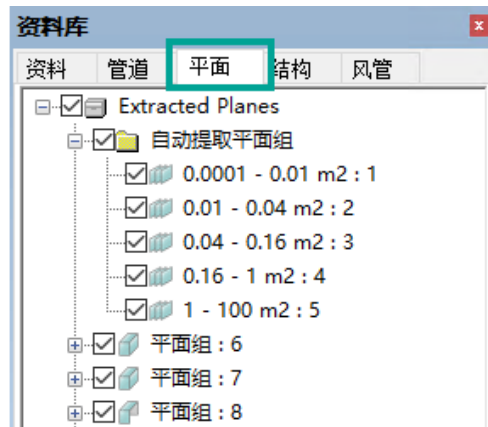 资料库
资料 管道 平面 结构 风管
Extracted Planes
自动提取平面组
0.0001 - 0.01 m2 : 1
0.01 - 0.04 m2 : 2
0.04 - 0.16 m2 : 3
0.16 - 1 m2 : 4
1 - 100 m2 : 5
平面组 : 6
平面组 : 7
平面组 : 8